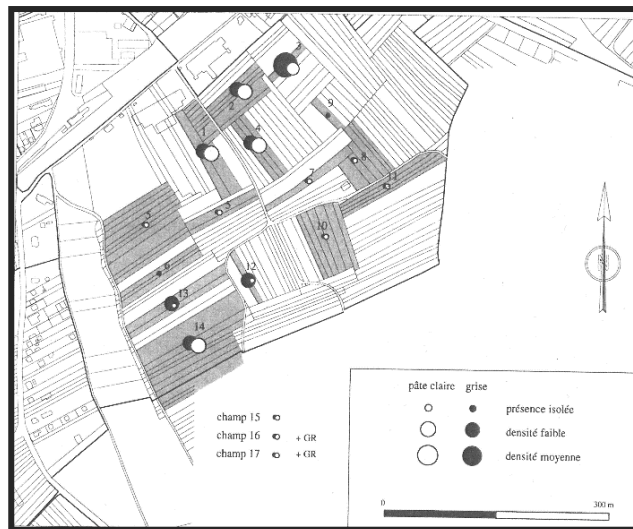 3
2
9
1
4
8
7
11
5
5
10
6
12
13
14
champ 15
champ 16 + GR
champ 17 + GR
pâte claire grise
présence isolée
densité faible
densité moyenne
0 300 m